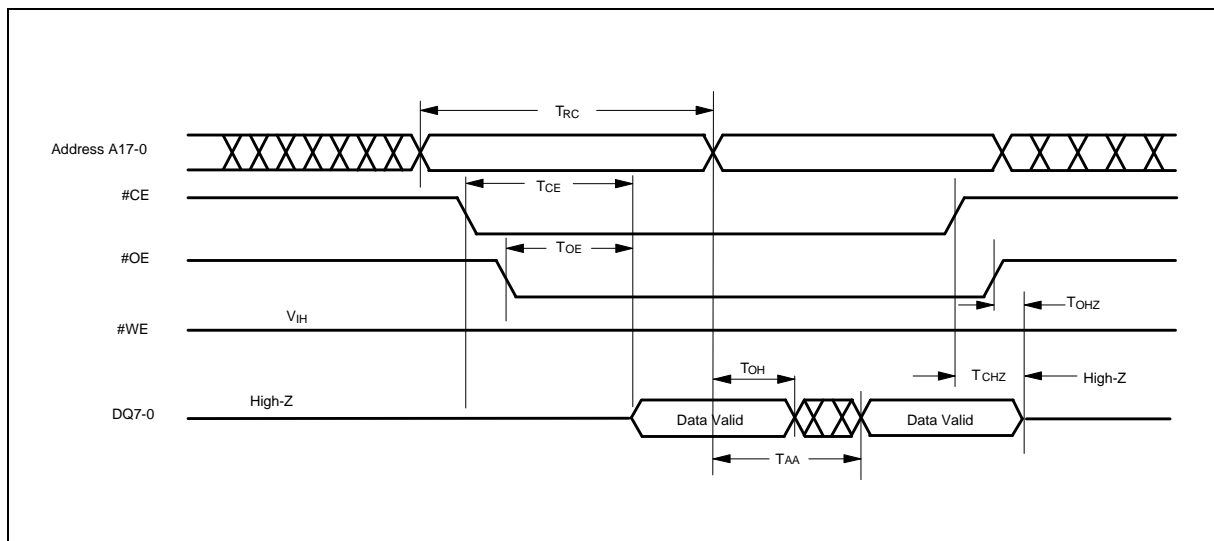 TRC
Address A17-0
TCE
#CE
TOE
#OE
TOHZ
VIH
#WE
TOH
TCHZ
High-Z
High-Z
DQ7-0
Data Valid
Data Valid
TAA